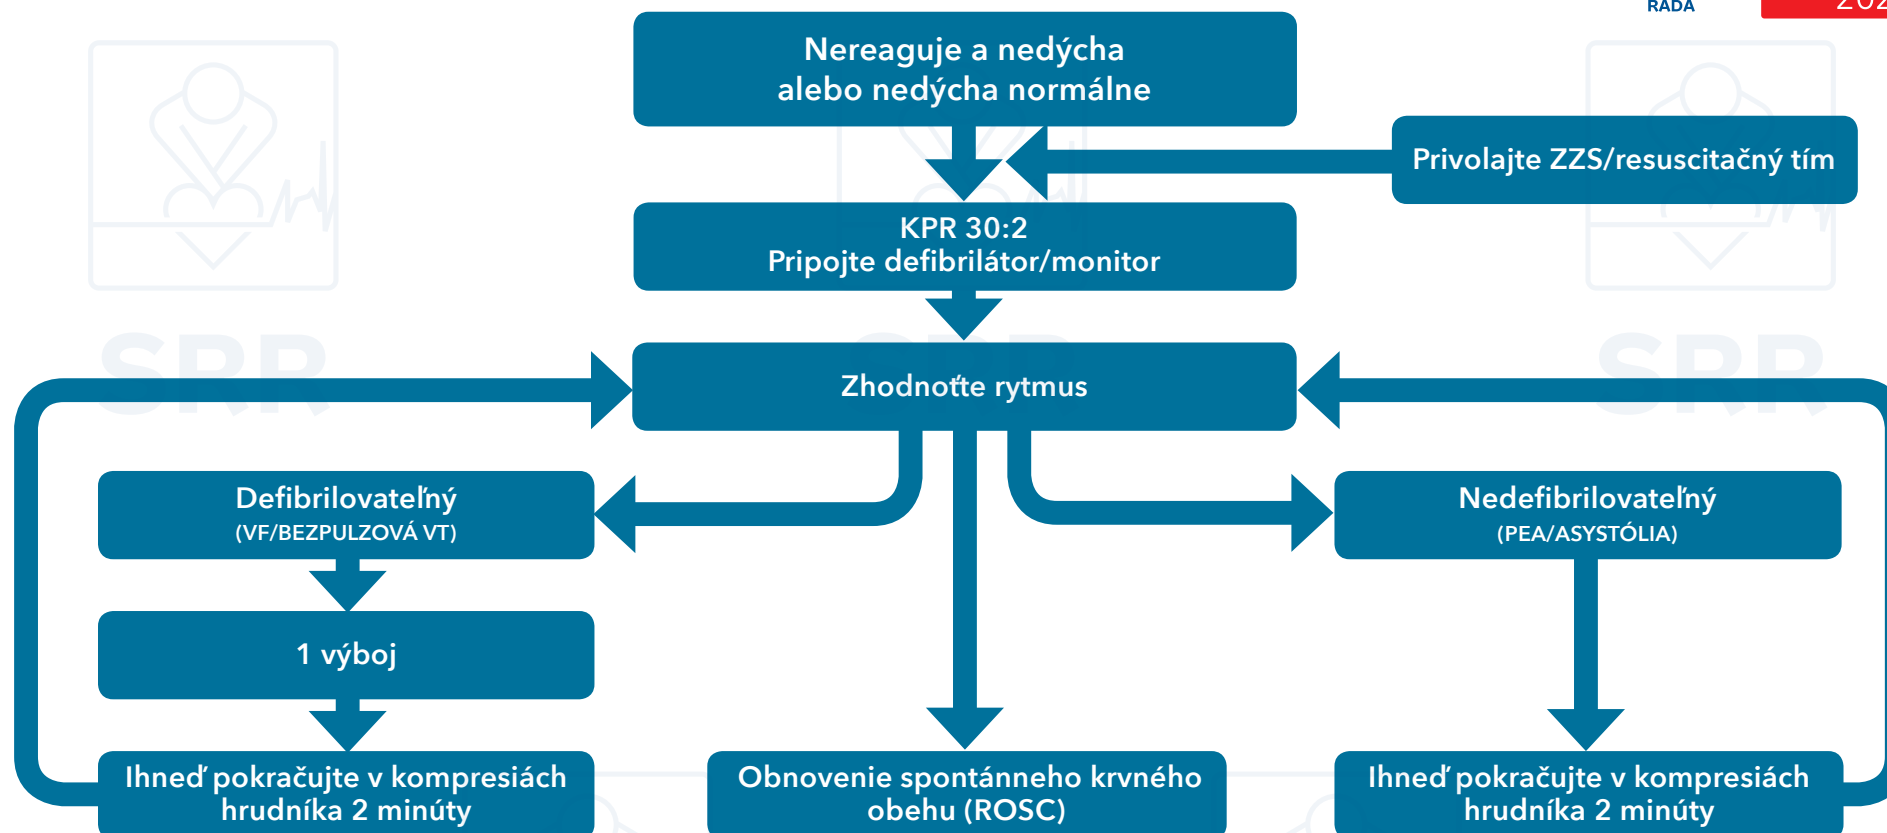 RADA
Nereaguje a nedýcha
alebo nedýcha normálne
Privolajte ZZS/resuscitačný tím
KPR 30:2
Pripojte defibrilátor/monitor
SRR
SRR
Zhodnoťte rytmus
Defibrilovateľný
(VF/BEZPULZOVÁ VT)
Nedefibrilovateľný
(PEA/ASYSTÓLIA)
1 výboj
Ihneď pokračujte v kompresiách
hrudníka 2 minúty
Obnovenie spontánneho krvného
obehu (ROSC)
Ihneď pokračujte v kompresiách
hrudníka 2 minúty